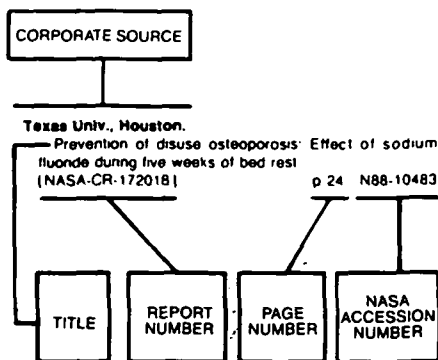 CORPORATE SOURCE
Texas Univ., Houston.
Prevention of disuse osteoporosis: Effect of sodium
fluonde during five weeks of bed rest
[NASA-CR-172018] p 24 N88-10483
TITLE
REPORT
NUMBER
PAGE
NUMBER
NASA
ACCESSION
NUMBER